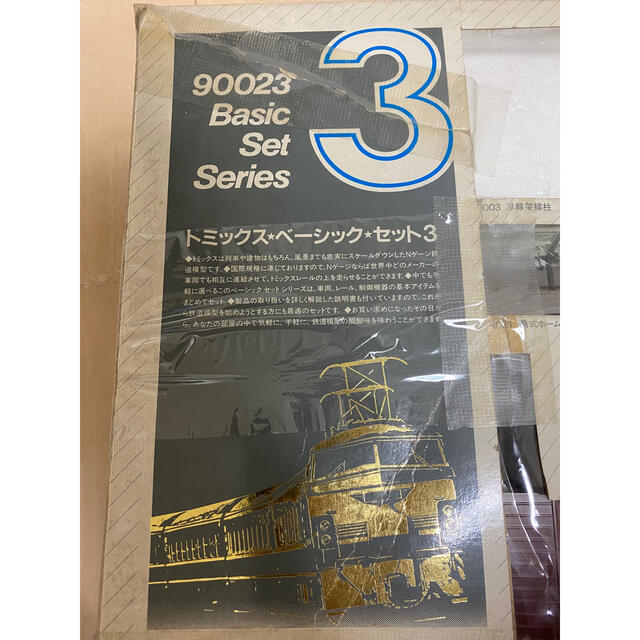 90023
Basic
Set
Series
3
トミックス★ベーシック★セット3
◆トミックスは列車や建物はもちろん、風景までも忠実にスケールダウンしたNゲージ鉄
道模型です。◆国際規格に準じておりますので、Nゲージならば世界中どのメーカーの
車両でも相互に連結させて、トミックスレールの上を走らせることができます。◆中でも手
軽に選べるこのベーシックセットシリーズは、車両、レール、制御機器の基本アイテムを
まとめてセット。◆製品の取り扱いを詳しく解説した説明書も付いていますので、これか
ら鉄道模型を始めようとする方にも最適のセットです。◆お買い求めになったその日か
ら、あなたの部屋の中で気軽に、手軽に、鉄道模型の醍醐味を味わうことができます。
003 単線架線柱
島式ホーム